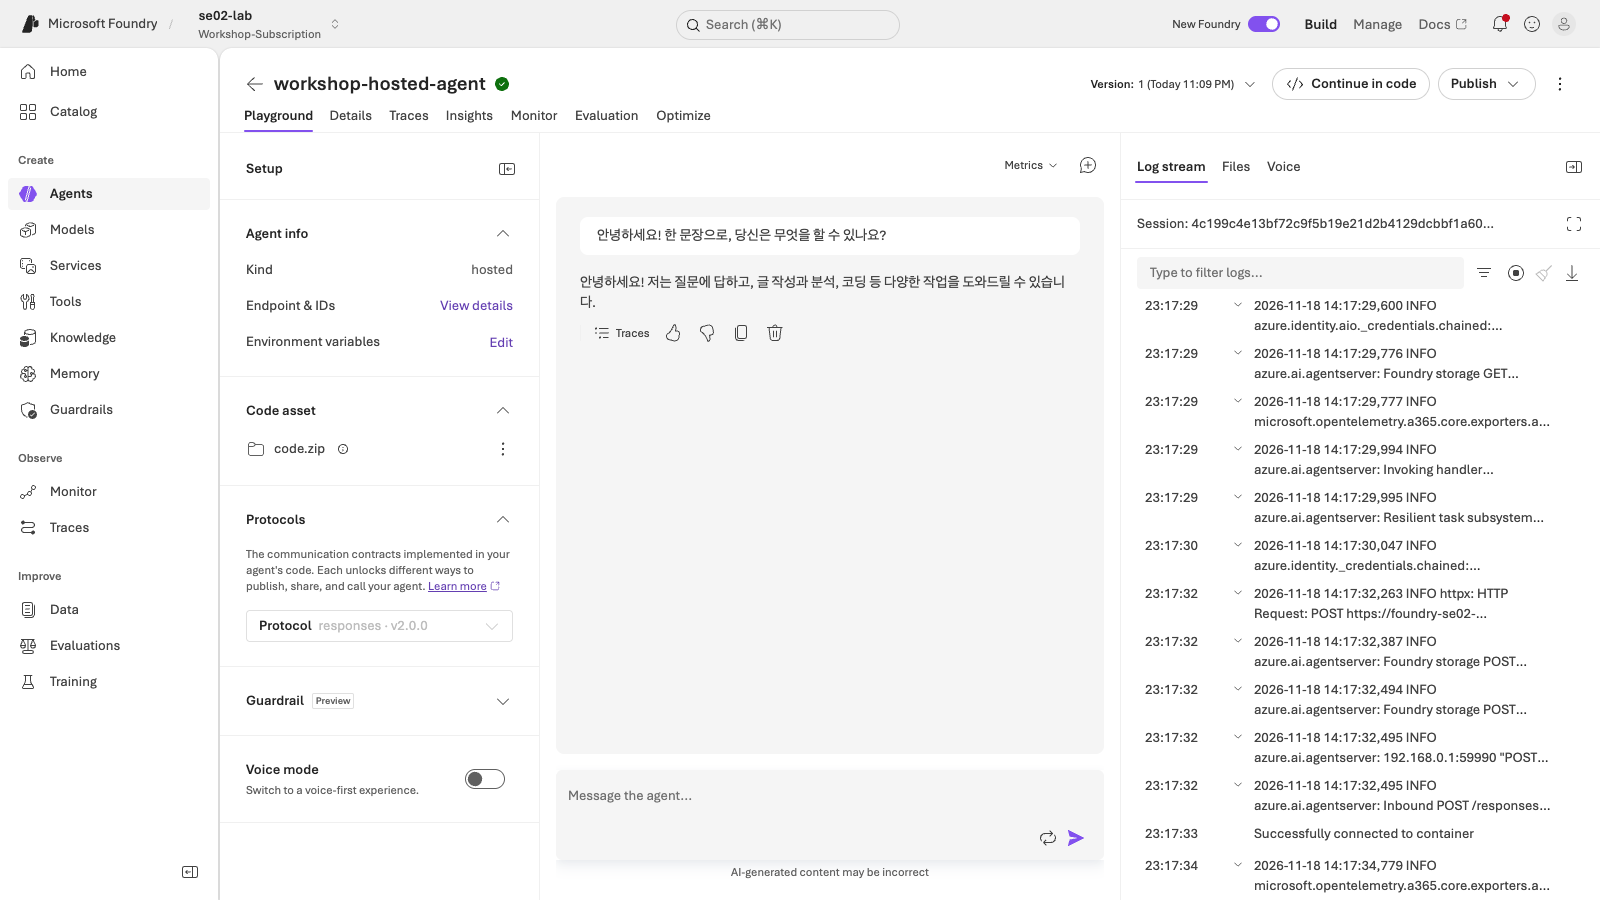 Microsoft Foundry
/
se02-lab
Workshop-Subscription
Search (⌘K)
New Foundry
Build
Manage
Docs
Home
Catalog
Create
Agents
Models
Services
Tools
Knowledge
Memory
Guardrails
Observe
Monitor
Traces
Improve
Data
Evaluations
Training
workshop-hosted-agent
Version: 1 (Today 11:09 PM)
Continue in code
Publish
Playground
Details
Traces
Insights
Monitor
Evaluation
Optimize
Setup
Agent info
Kind
hosted
Endpoint & IDs
View details
Environment variables
Edit
Code asset
code.zip
Protocols
The communication contracts implemented in your
agent's code. Each unlocks different ways to
publish, share, and call your agent. Learn more
Protocol responses · v2.0.0
Guardrail Preview
Voice mode
Switch to a voice-first experience.
Metrics
안녕하세요! 한 문장으로, 당신은 무엇을 할 수 있나요?
안녕하세요! 저는 질문에 답하고, 글 작성과 분석, 코딩 등 다양한 작업을 도와드릴 수 있습니
다.
Traces
Message the agent...
AI-generated content may be incorrect
Log stream
Files
Voice
Session: 4c199c4e13bf72c9f5b19e21d2b4129dcbbf1a60...
Type to filter logs...
23:17:29 2026-11-18 14:17:29,600 INFO
azure.identity.aio._credentials.chained:...
23:17:29 2026-11-18 14:17:29,776 INFO
azure.ai.agentserver: Foundry storage GET...
23:17:29 2026-11-18 14:17:29,777 INFO
microsoft.opentelemetry.a365.core.exporters.a...
23:17:29 2026-11-18 14:17:29,994 INFO
azure.ai.agentserver: Invoking handler...
23:17:29 2026-11-18 14:17:29,995 INFO
azure.ai.agentserver: Resilient task subsystem...
23:17:30 2026-11-18 14:17:30,047 INFO
azure.identity._credentials.chained:...
23:17:32 2026-11-18 14:17:32,263 INFO httpx: HTTP
Request: POST https://foundry-se02-...
23:17:32 2026-11-18 14:17:32,387 INFO
azure.ai.agentserver: Foundry storage POST...
23:17:32 2026-11-18 14:17:32,494 INFO
azure.ai.agentserver: Foundry storage POST...
23:17:32 2026-11-18 14:17:32,495 INFO
azure.ai.agentserver: 192.168.0.1:59990 "POST...
23:17:32 2026-11-18 14:17:32,495 INFO
azure.ai.agentserver: Inbound POST /responses...
23:17:33 Successfully connected to container
23:17:34 2026-11-18 14:17:34,779 INFO
microsoft.opentelemetry.a365.core.exporters.a...